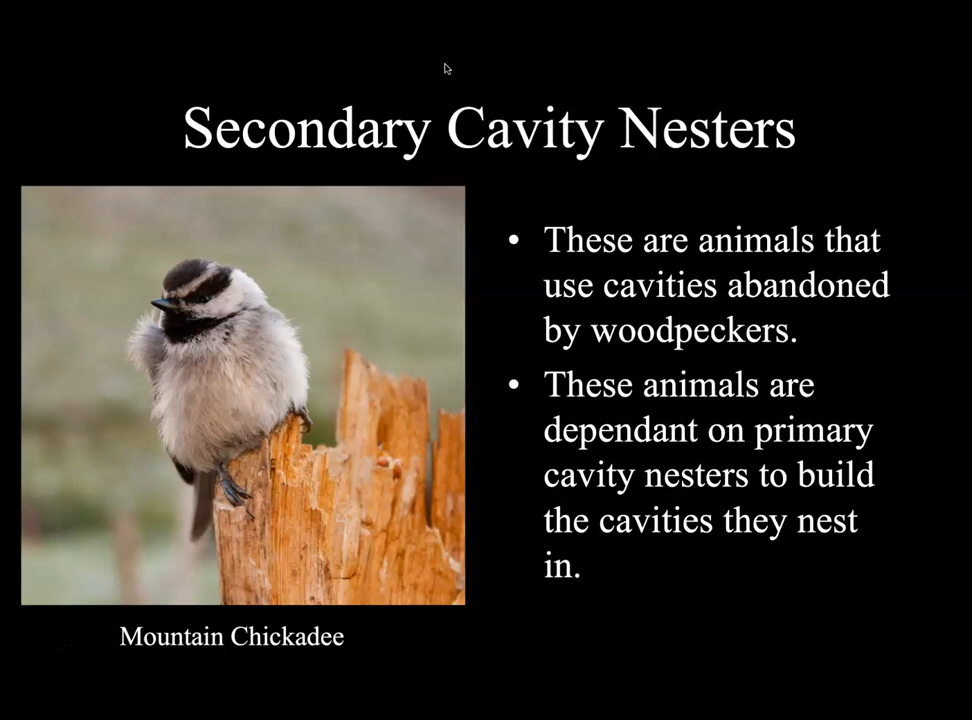 Secondary Cavity Nesters
• These are animals that
use cavities abandoned
by woodpeckers.
• These animals are
dependant on primary
cavity nesters to build
the cavities they nest
in.
Mountain Chickadee